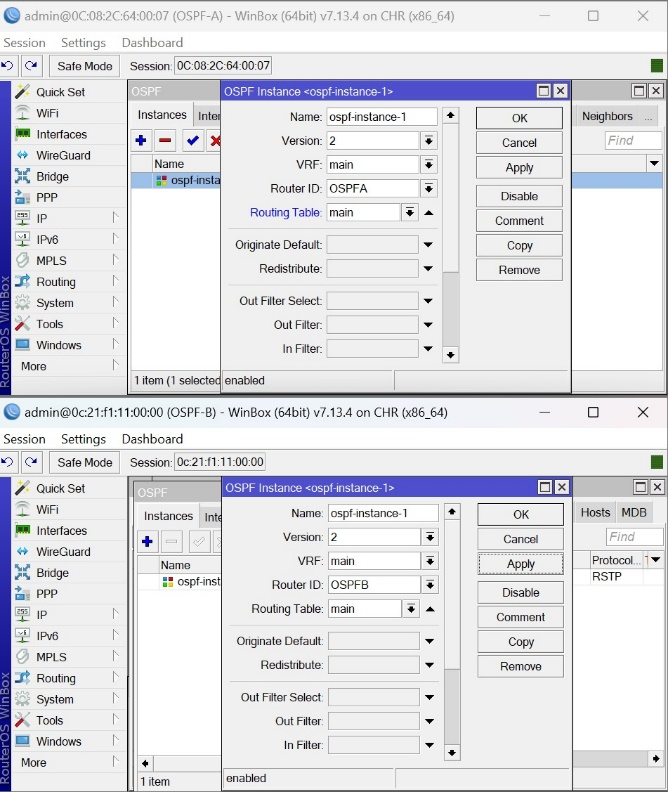 admin@0C:08:2C:64:00:07 (OSPF-A) - WinBox (64bit) v7.13.4 on CHR (x86_64)
Session Settings Dashboard
Safe Mode Session: 0C:08:2C:64:00:07
Quick Set
WiFi
Interfaces
WireGuard
Bridge
PPP
IP
IPv6
MPLS
Routing
System
Tools
Windows
More
RouterOS WinBox
OSPF
Instances Inter
Name
ospf-insta
1 item (1 selected
OSPF Instance <ospf-instance-1>
Name: ospf-instance-1
Version: 2
VRF: main
Router ID: OSPFA
Routing Table: main
Originate Default:
Redistribute:
Out Filter Select:
Out Filter:
In Filter:
enabled
OK
Cancel
Apply
Disable
Comment
Copy
Remove
Neighbors ...
Find
admin@0c:21:f1:11:00:00 (OSPF-B) - WinBox (64bit) v7.13.4 on CHR (x86_64)
Session Settings Dashboard
Safe Mode Session: 0c:21:f1:11:00:00
Quick Set
WiFi
Interfaces
WireGuard
Bridge
PPP
IP
IPv6
MPLS
Routing
System
Tools
Windows
More
RouterOS WinBox
OSPF
Instances Inte
Name
ospf-inst
1 item
OSPF Instance <ospf-instance-1>
Name: ospf-instance-1
Version: 2
VRF: main
Router ID: OSPFB
Routing Table: main
Originate Default:
Redistribute:
Out Filter Select:
Out Filter:
In Filter:
enabled
OK
Cancel
Apply
Disable
Comment
Copy
Remove
Hosts MDB
Find
Protocol...
RSTP